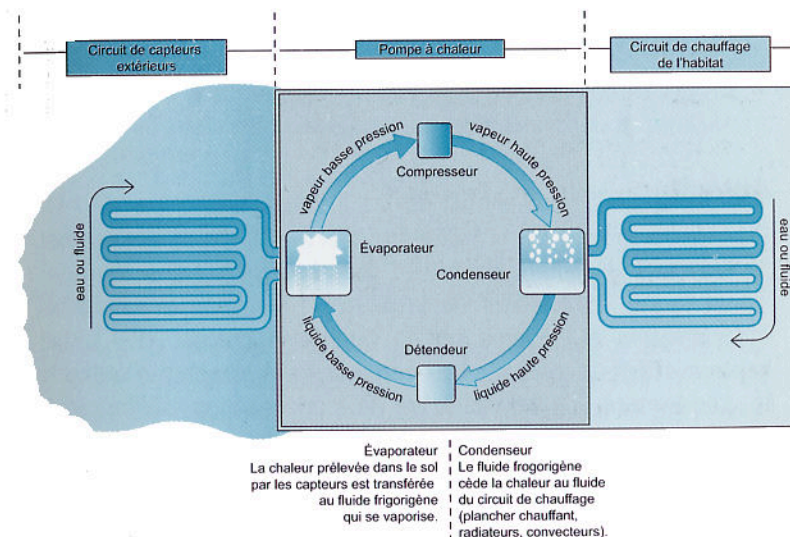 Circuit de capteurs
extérieurs
Pompe à chaleur
Circuit de chauffage
de l'habitat
vapeur basse pression
vapeur haute pression
Compresseur
eau ou fluide
Évaporateur
Condenseur
eau ou fluide
Détendeur
liquide basse pression
liquide haute pression
Évaporateur
La chaleur prélevée dans le sol
par les capteurs est transférée
au fluide frigorigène
qui se vaporise.
Condenseur
Le fluide frogorigène
cède la chaleur au fluide
du circuit de chauffage
(plancher chauffant,
radiateurs, convecteurs).